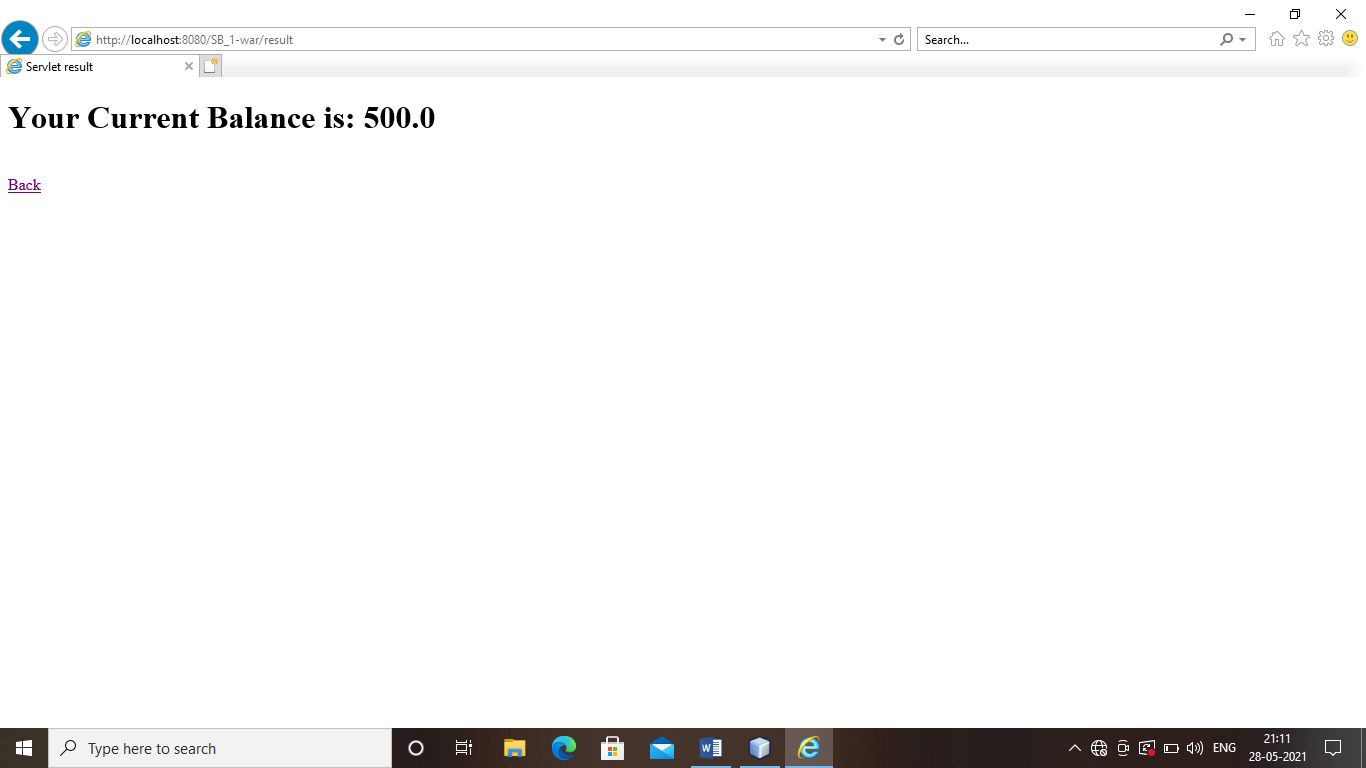 http://localhost:8080/SB_1-war/result
Search...
Servlet result
Your Current Balance is: 500.0
Back
Type here to search
ENG
21:11
28-05-2021